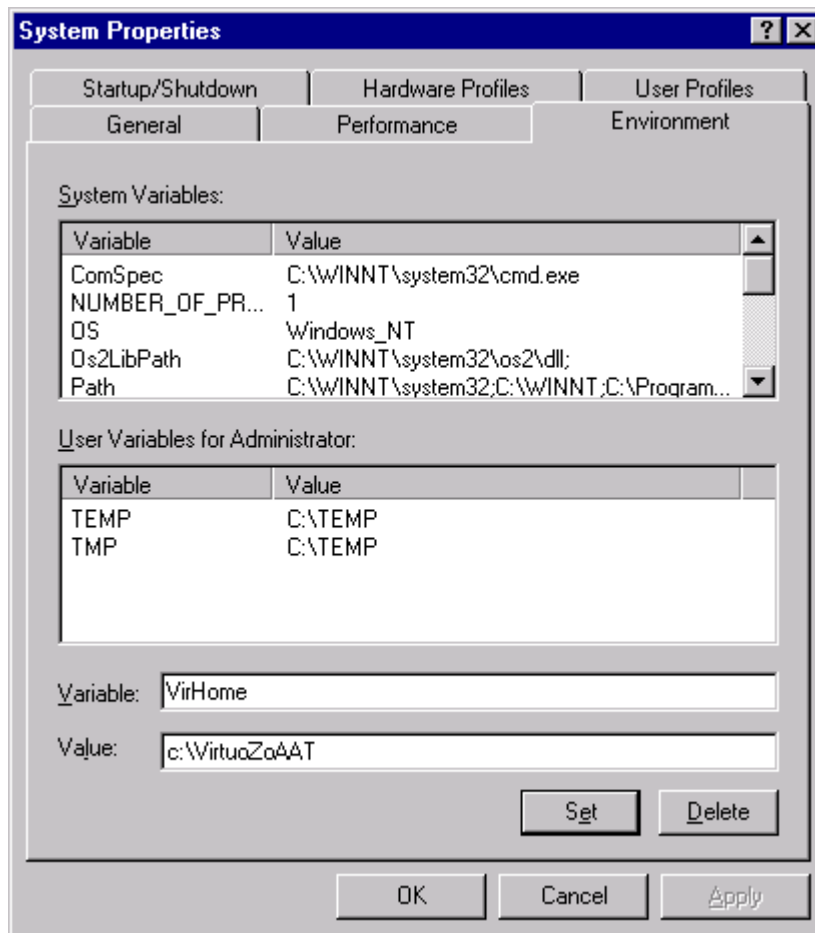 System Properties
Startup/Shutdown Hardware Profiles User Profiles
General Performance Environment
System Variables:
Variable Value
ComSpec C:\WINNT\system32\cmd.exe
NUMBER_OF_PR... 1
OS Windows_NT
Os2LibPath C:\WINNT\system32\os2\dll;
Path C:\WINNT\system32;C:\WINNT;C:\Program...
User Variables for Administrator:
Variable Value
TEMP C:\TEMP
TMP C:\TEMP
Variable: VirHome
Value: c:\VirtuoZoAAT
Set Delete
OK Cancel Apply